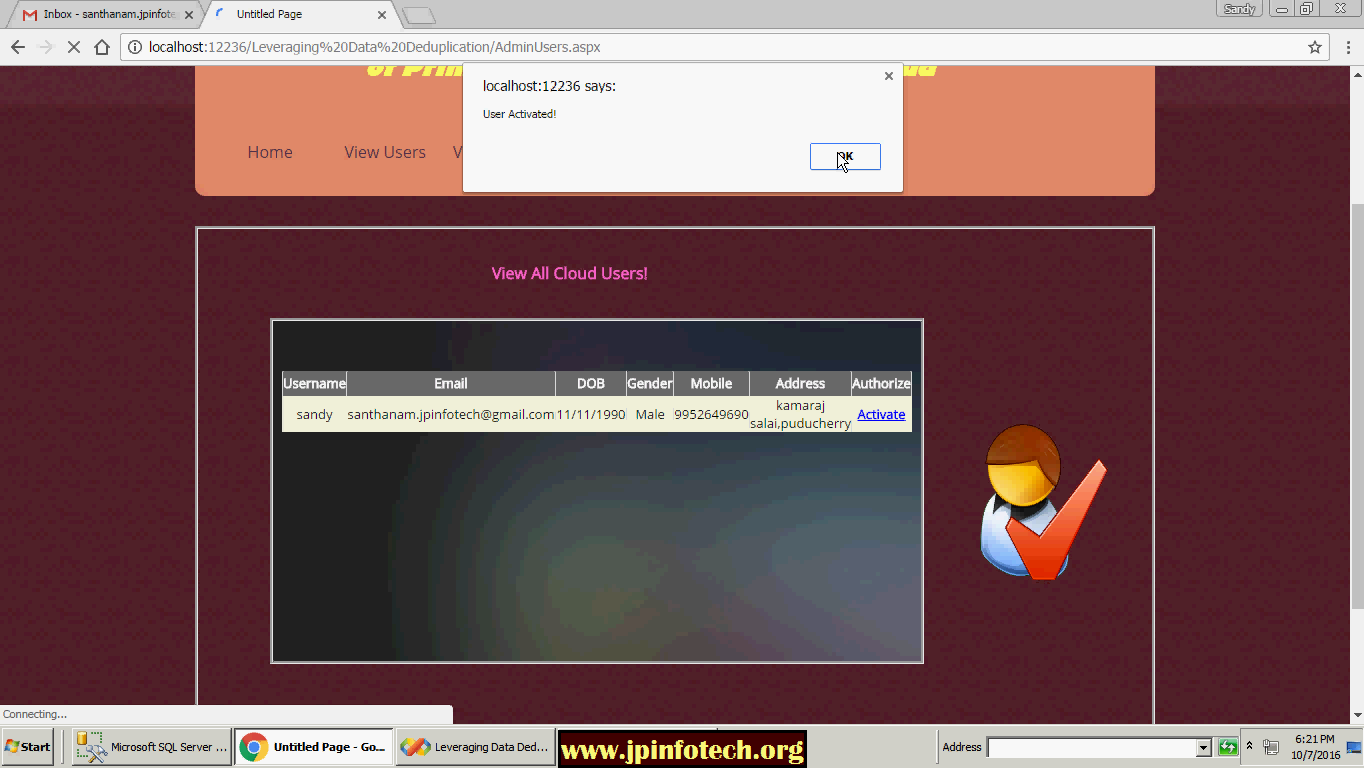 Inbox - santhanam.jpinfote
Untitled Page
Sandy
localhost:12236/Leveraging%20Data%20Deduplication/AdminUsers.aspx
localhost:12236 says:
User Activated!
OK
Home
View Users
V
View All Cloud Users!
Username Email DOB Gender Mobile Address Authorize
sandy santhanam.jpinfotech@gmail.com 11/11/1990 Male 9952649690 kamaraj salai,puducherry Activate
Connecting...
Start
Microsoft SQL Server ...
Untitled Page - Go...
Leveraging Data Ded...
www.jpinfotech.org
Address
6:21 PM
10/7/2016